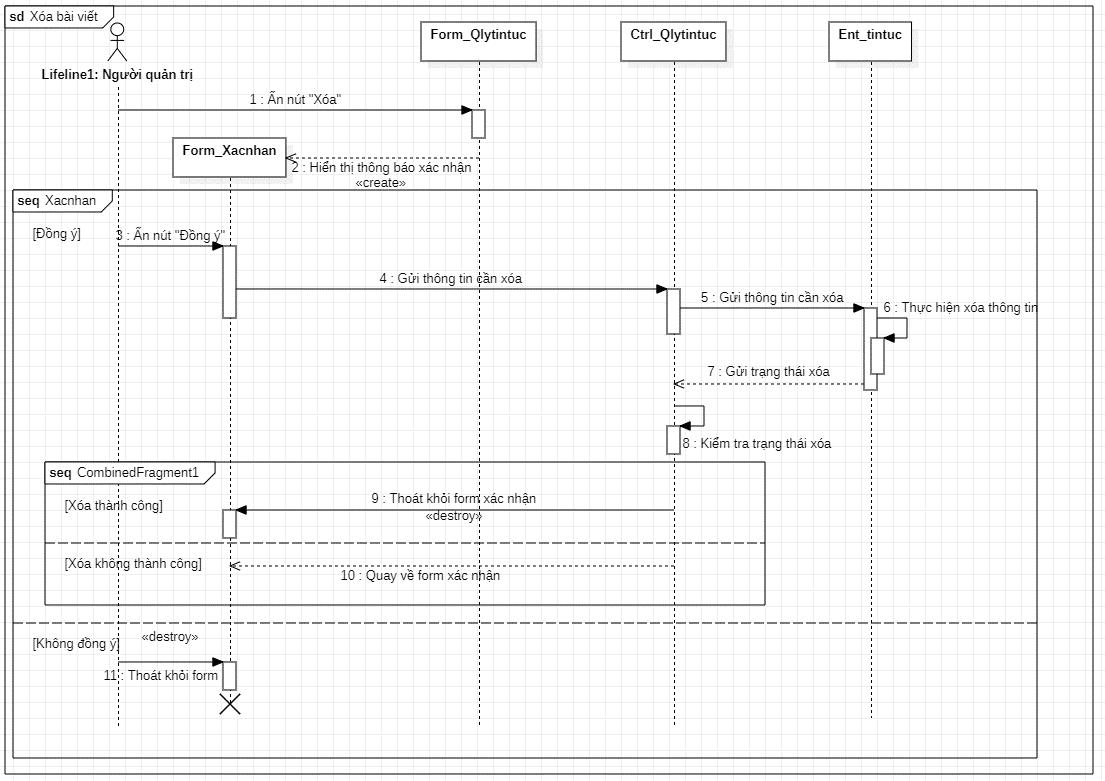 sd Xóa bài viết
Form_Qlytintuc
Ctrl_Qlytintuc
Ent_tintuc
Lifeline1: Người quản trị
1 : Ấn nút "Xóa"
Form_Xacnhan
2 : Hiển thị thông báo xác nhận
«create»
seq Xacnhan
[Đồng ý]
3 : Ấn nút "Đồng ý"
4 : Gửi thông tin cần xóa
5 : Gửi thông tin cần xóa
6 : Thực hiện xóa thông tin
7 : Gửi trạng thái xóa
8 : Kiểm tra trạng thái xóa
seq CombinedFragment1
[Xóa thành công]
9 : Thoát khỏi form xác nhận
«destroy»
[Xóa không thành công]
10 : Quay về form xác nhận
[Không đồng ý]
«destroy»
11 : Thoát khỏi form